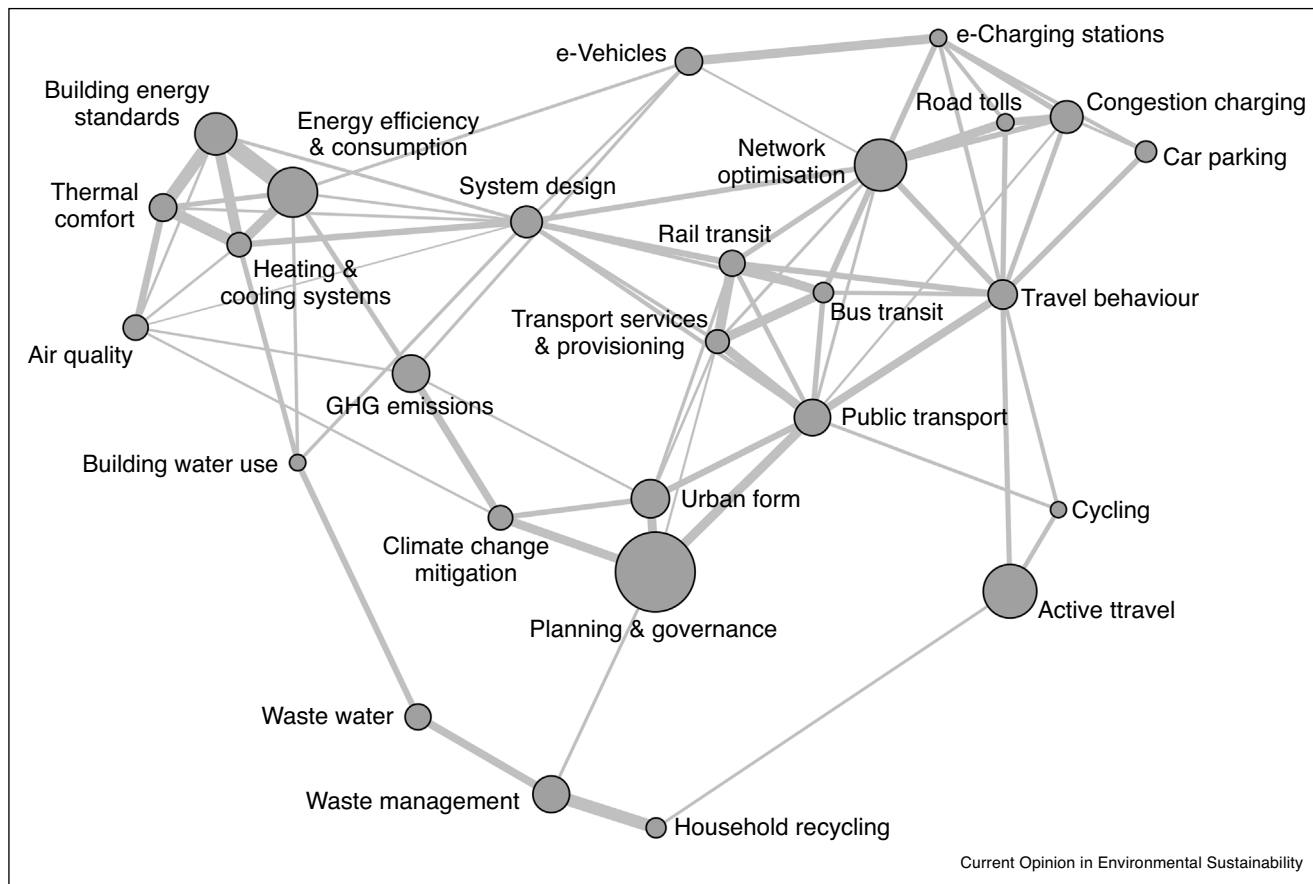 e-Charging stations
e-Vehicles
Building energy
standards
Energy efficiency
& consumption
Road tolls
Congestion charging
Network
optimisation
Car parking
Thermal
comfort
System design
Rail transit
Heating &
cooling systems
Travel behaviour
Bus transit
Transport services
& provisioning
Air quality
GHG emissions
Public transport
Building water use
Urban form
Cycling
Climate change
mitigation
Active ttravel
Planning & governance
Waste water
Waste management
Household recycling
Current Opinion in Environmental Sustainability